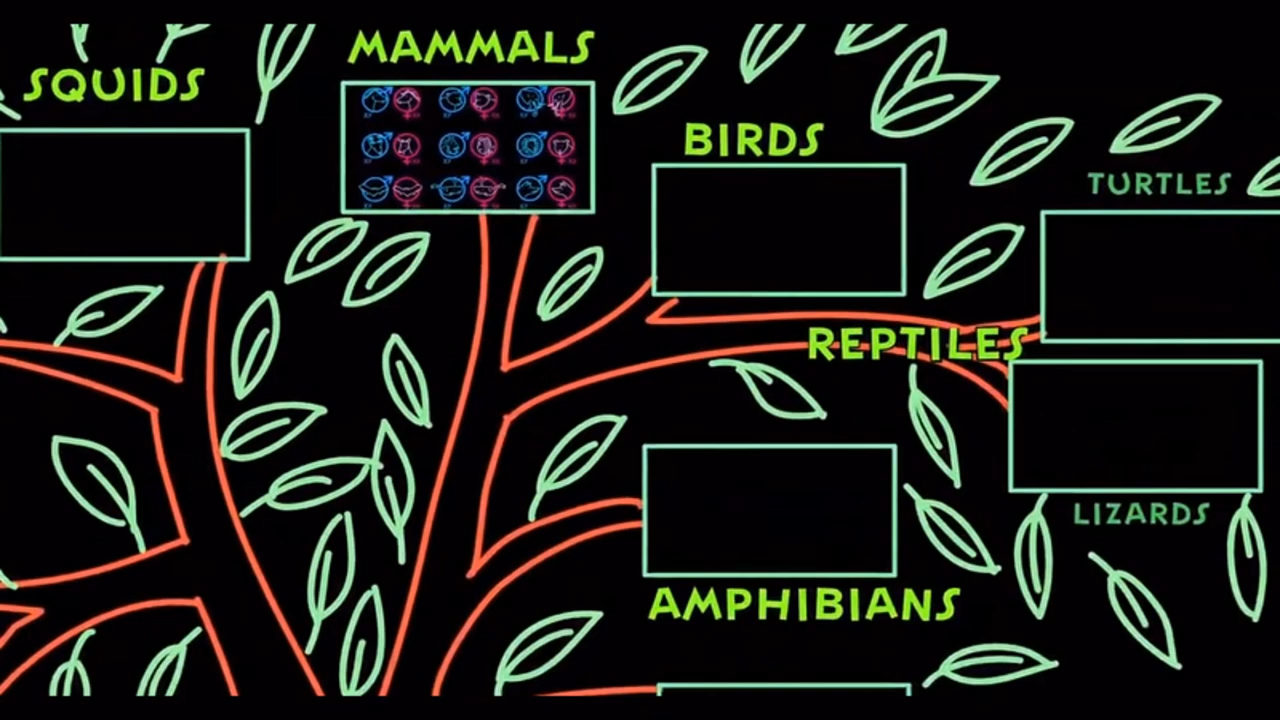 MAMMALS
SQUIDS
BIRDS
TURTLES
REPTILES
LIZARDS
AMPHIBIANS